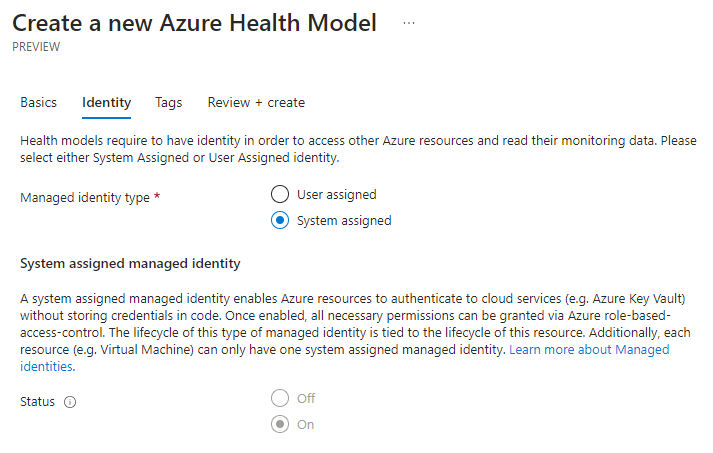 Create a new Azure Health Model ...
PREVIEW
Basics Identity Tags Review + create
Health models require to have identity in order to access other Azure resources and read their monitoring data. Please
select either System Assigned or User Assigned identity.
Managed identity type * User assigned
System assigned
System assigned managed identity
A system assigned managed identity enables Azure resources to authenticate to cloud services (e.g. Azure Key Vault)
without storing credentials in code. Once enabled, all necessary permissions can be granted via Azure role-based-
access-control. The lifecycle of this type of managed identity is tied to the lifecycle of this resource. Additionally, each
resource (e.g. Virtual Machine) can only have one system assigned managed identity. Learn more about Managed
identities.
Status Off
On